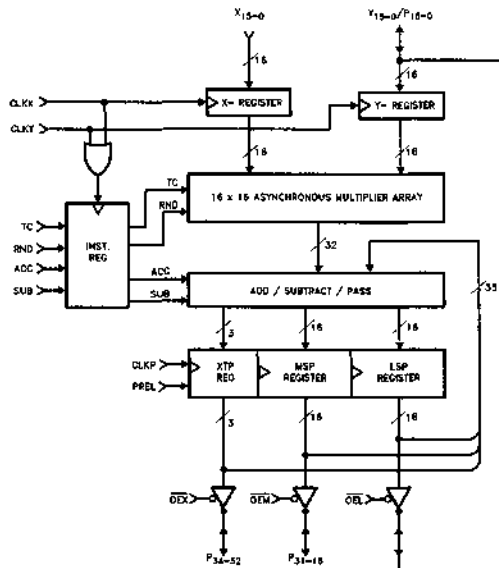 X15-0
Y15-0/P15-0
16
16
CLKX
X- REGISTER
Y- REGISTER
CLKY
16
16
TC
16 x 16 ASYNCHRONOUS MULTIPLIER ARRAY
RND
TC
RND
ACC
SUB
INST.
REG
32
35
ACC
SUB
ADD / SUBTRACT / PASS
3
16
16
CLKP
PREL
XTP
REG
MSP
REGISTER
LSP
REGISTER
3
16
16
OEX
OEM
OEL
P34-32
P31-16